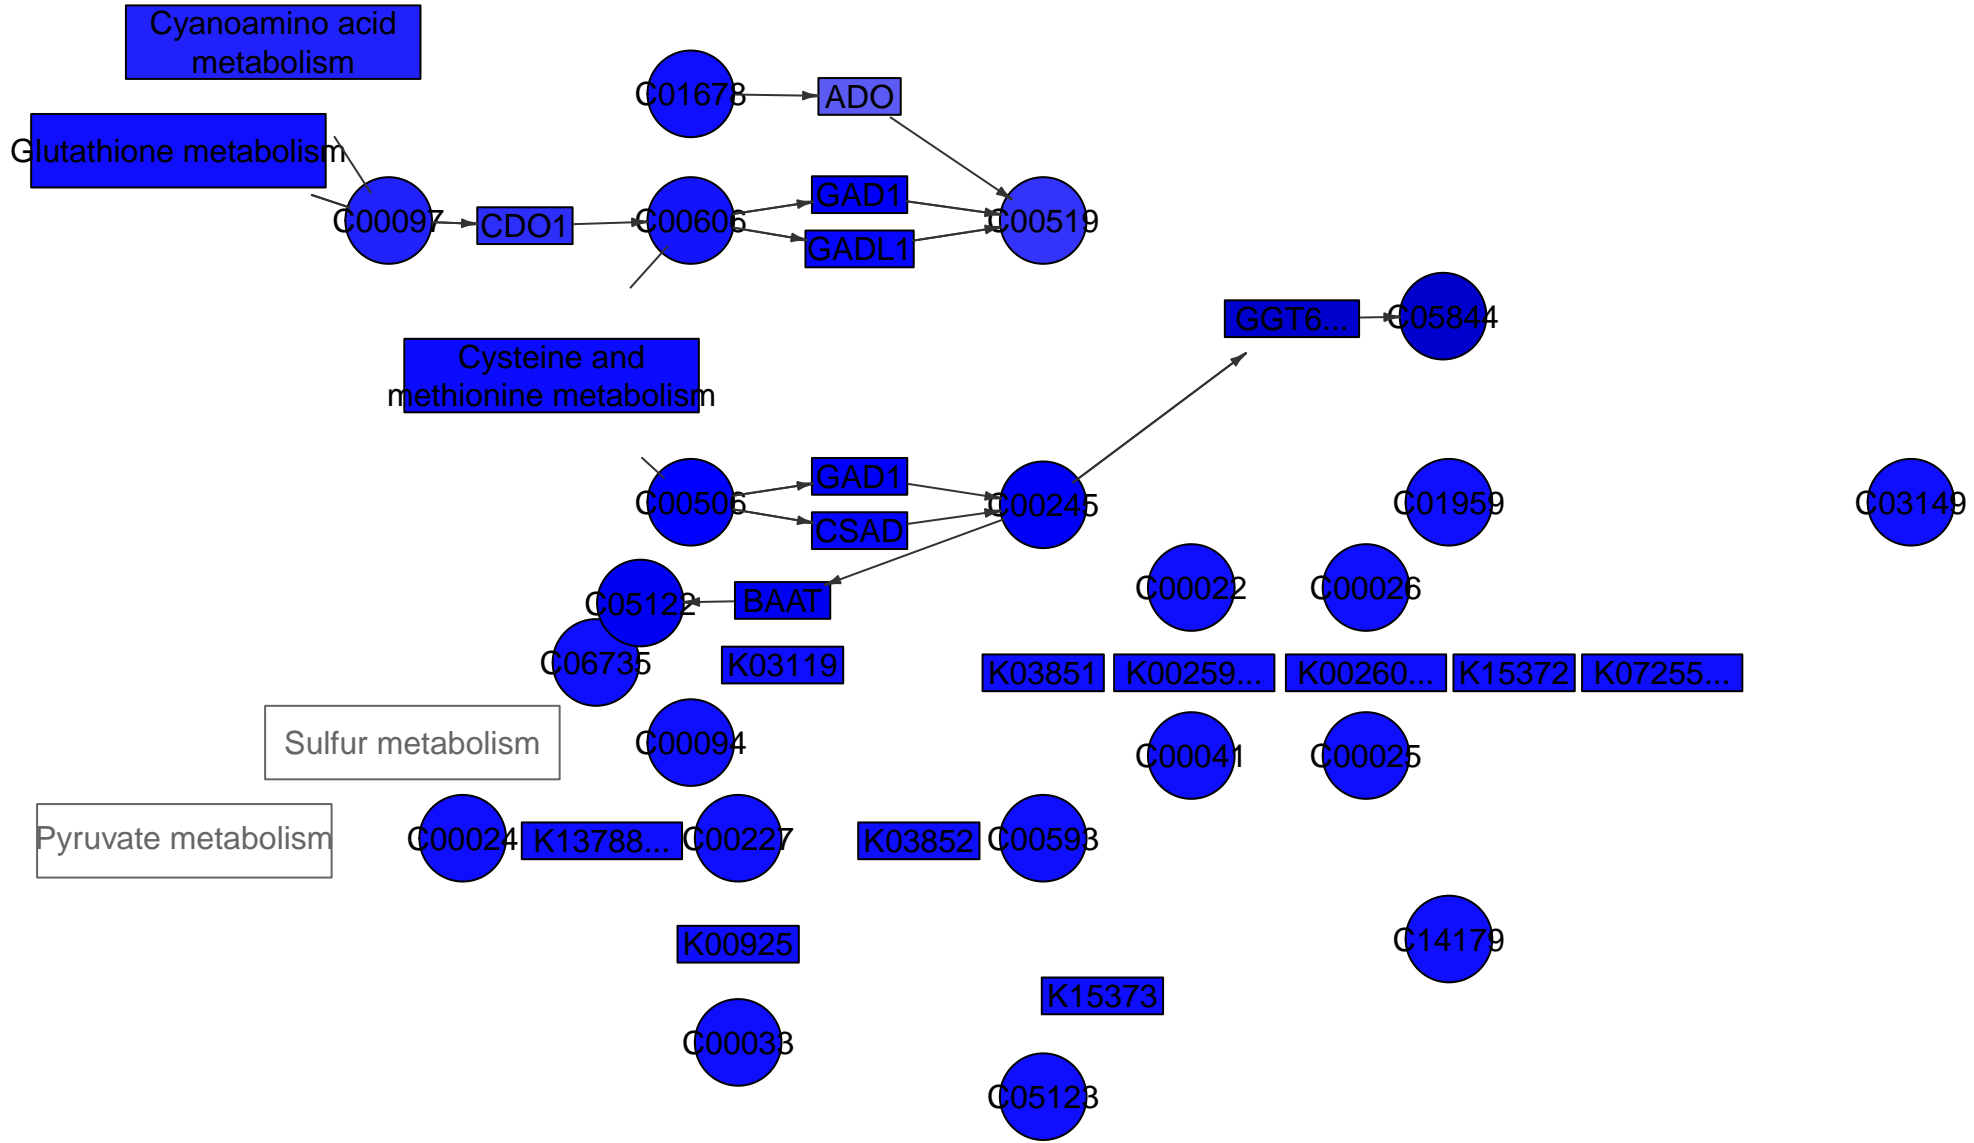 Cyanoamino acid
metabolism
C01678
ADO
Glutathione metabolism
C00097
CDO1
C00606
GAD1
GADL1
C00519
GGT6...
C05844
Cysteine and
methionine metabolism
C00506
GAD1
CSAD
C00245
C01959
C03149
C05122
BAAT
C00022
C00026
C06735
K03119
K03851
K00259...
K00260...
K15372
K07255...
Sulfur metabolism
C00094
C00041
C00025
Pyruvate metabolism
C00024
K13788...
C00227
K03852
C00593
K00925
C14179
K15373
C00033
C05123